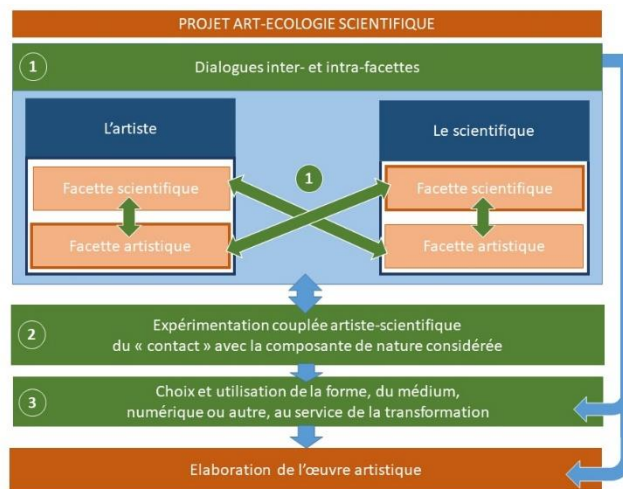 PROJET ART-ECOLOGIE SCIENTIFIQUE
1
Dialogues inter- et intra-facettes
L'artiste
Le scientifique
1
Facette scientifique
Facette scientifique
Facette artistique
Facette artistique
2
Expérimentation couplée artiste-scientifique
du « contact » avec la composante de nature considérée
3
Choix et utilisation de la forme, du médium,
numérique ou autre, au service de la transformation
Elaboration de l'œuvre artistique